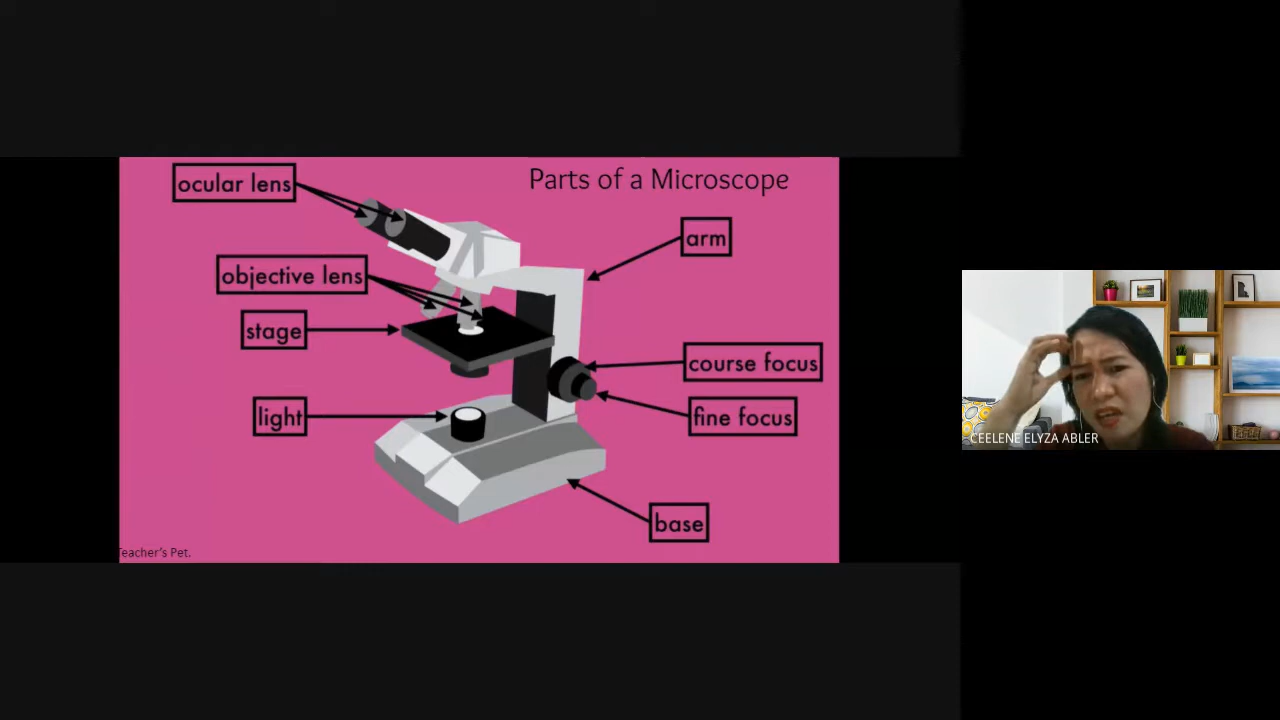 Parts of a Microscope
ocular lens
arm
objective lens
stage
course focus
light
fine focus
base
Teacher's Pet.
CEELENE ELYZA ABLER